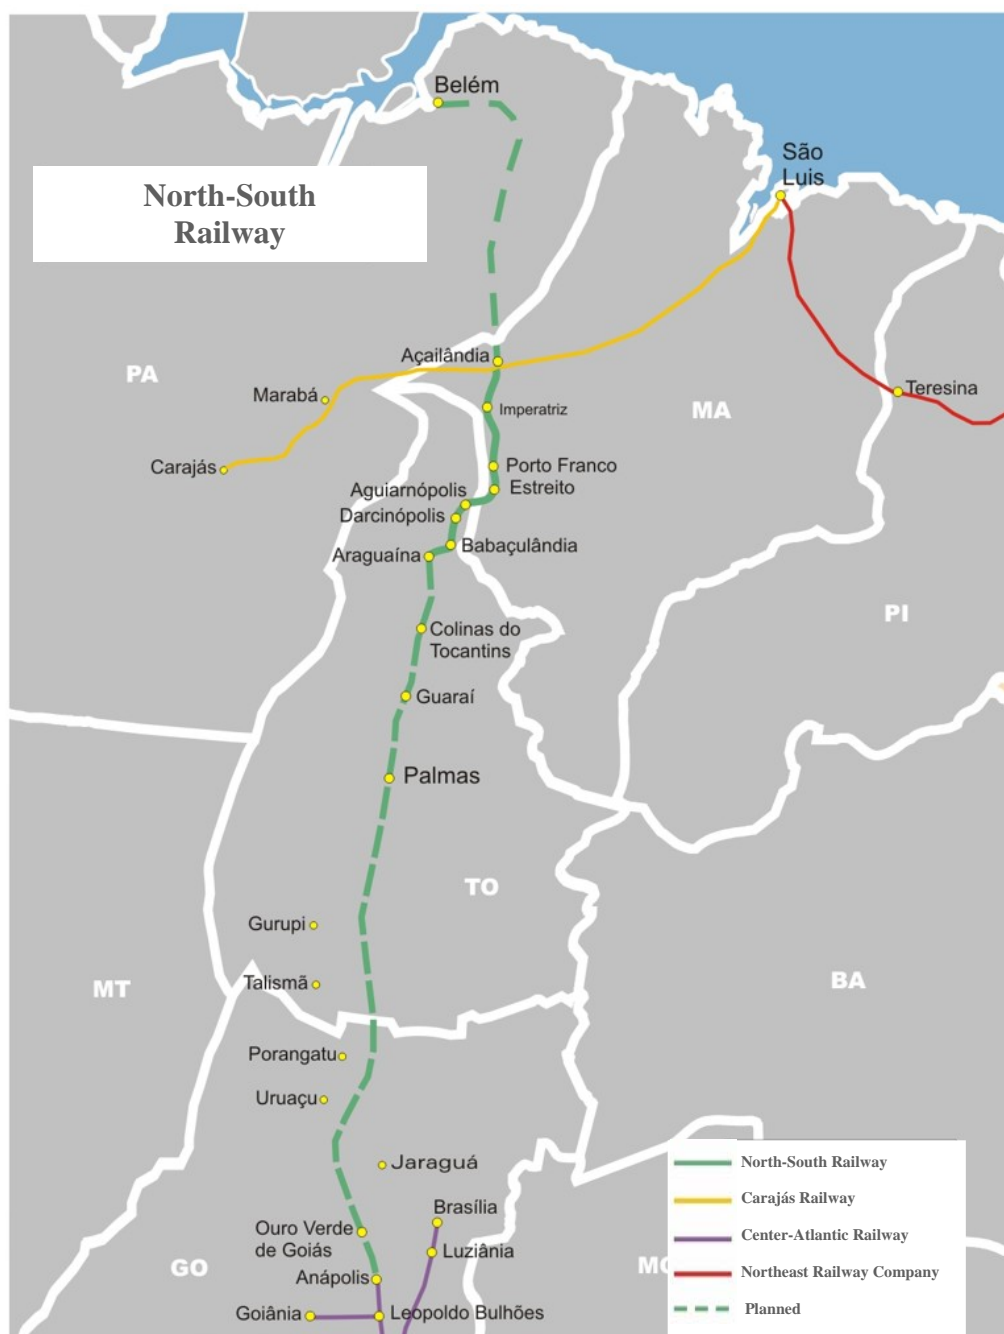 Belém
São
Luis
North-South
Railway
Açailândia
PA
Marabá
Teresina
Imperatriz
MA
Carajás
Porto Franco
Aguiarnópolis
Estreito
Darcinópolis
Babaçulândia
Araguaína
PI
Colinas do
Tocantins
Guaraí
Palmas
TO
Gurupi
Talismã
MT
BA
Porangatu
Uruaçu
Jaraguá
North-South Railway
Carajás Railway
Brasília
Ouro Verde
de Goiás
Center-Atlantic Railway
Luziânia
GO
Anápolis
Northeast Railway Company
Goiânia
Leopoldo Bulhões
Planned